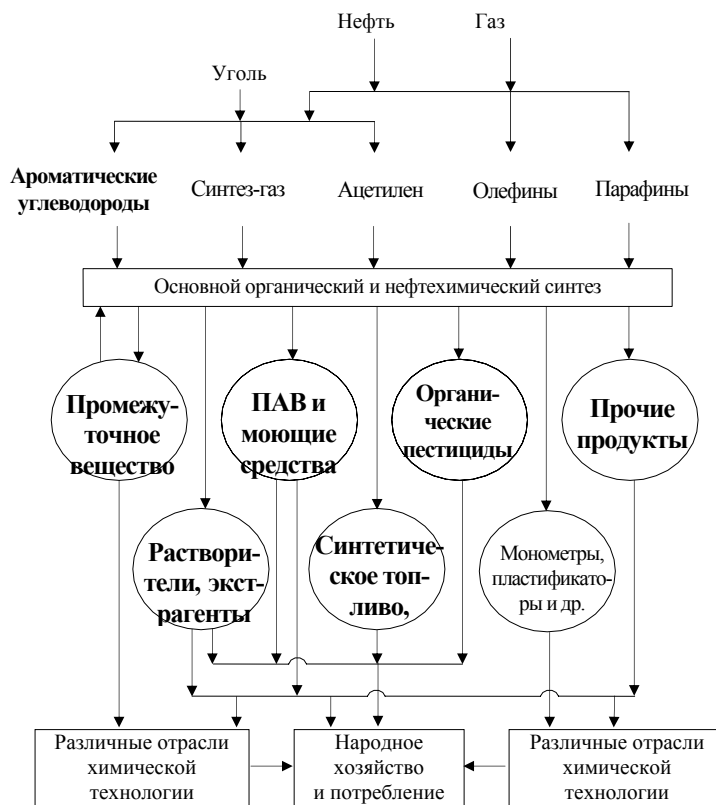 Нефть
Газ
Уголь
Ароматические
углеводороды
Синтез-газ
Ацетилен
Олефины
Парафины
Основной органический и нефтехимический синтез
Промежу-
точное
вещество
ПАВ и
моющие
средства
Органи-
ческие
пестициды
Прочие
продукты
Раствори-
тели, экст-
рагенты
Синтетиче-
ское топ-
ливо,
Монометры,
пластификато-
ры и др.
Различные отрасли
химической
технологии
Народное
хозяйство
и потребление
Различные отрасли
химической
технологии